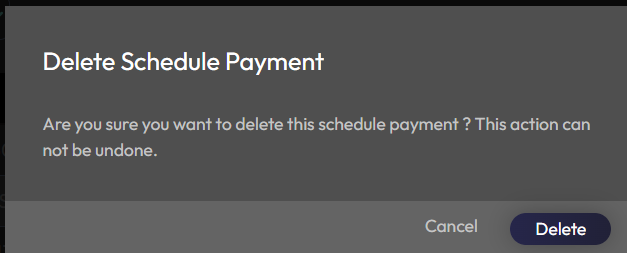 Delete Schedule Payment
Are you sure you want to delete this schedule payment ? This action can
not be undone.
Cancel
Delete